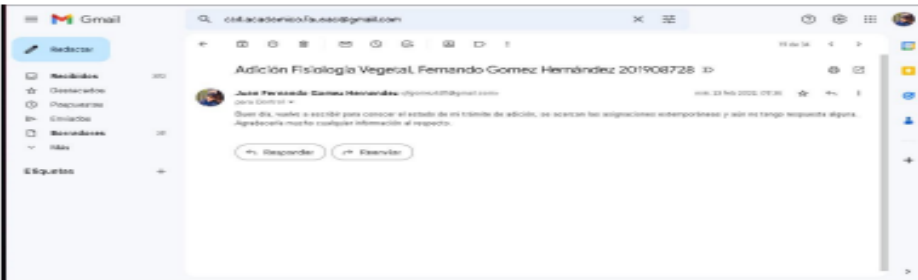 Gmail
Redactar
Recibidos
Destacados
Pospuestos
Enviados
Borradores
Más
Etiquetas
Adición Fisiología Vegetal, Fernando Gomez Hernández 201908728
Juan Fernando Gomez Hernandez
para Control
Buen día, vuelvo a escribir para conocer el estado de mi trámite de adición, se acercan las asignaciones extemporáneas y aún no tengo respuesta alguna.
Agradecería mucho cualquier información al respecto.
Responder
Reenviar